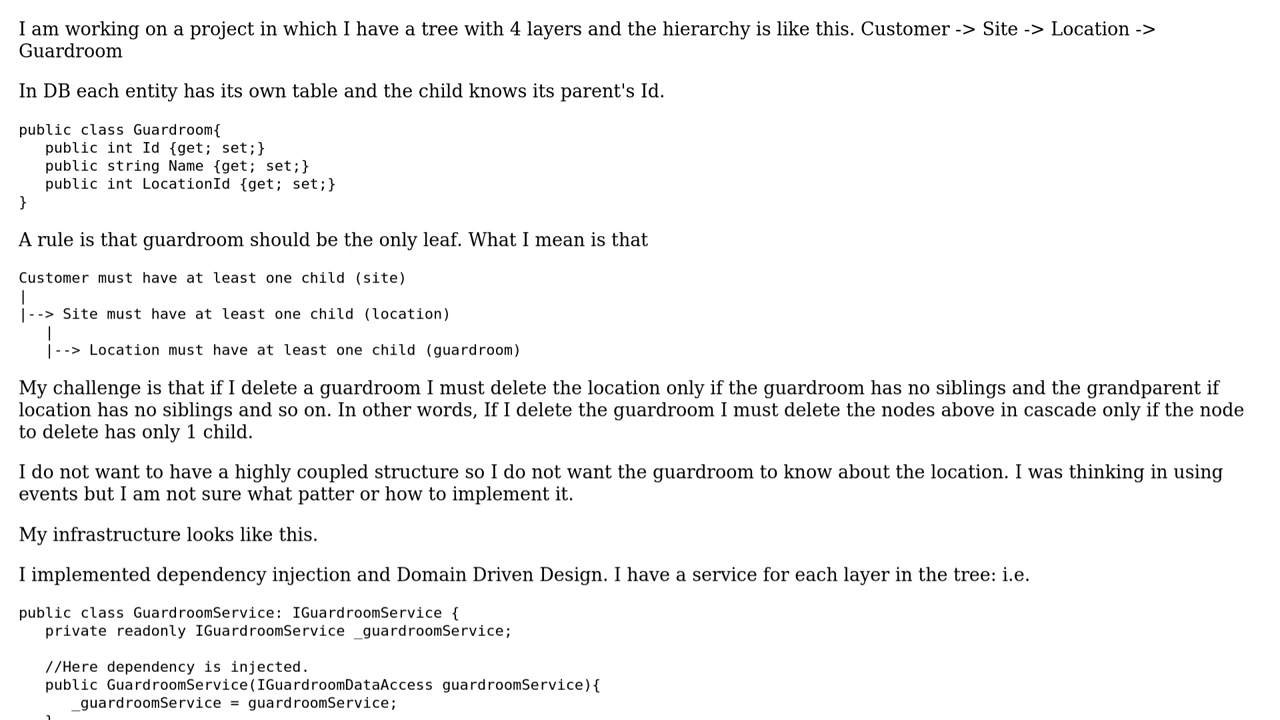 I am working on a project in which I have a tree with 4 layers and the hierarchy is like this. Customer -> Site -> Location ->
Guardroom
In DB each entity has its own table and the child knows its parent's Id.
public class Guardroom{
   public int Id {get; set;}
   public string Name {get; set;}
   public int LocationId {get; set;}
}
A rule is that guardroom should be the only leaf. What I mean is that
Customer must have at least one child (site)
|
|--> Site must have at least one child (location)
   |
   |--> Location must have at least one child (guardroom)
My challenge is that if I delete a guardroom I must delete the location only if the guardroom has no siblings and the grandparent if
location has no siblings and so on. In other words, If I delete the guardroom I must delete the nodes above in cascade only if the node
to delete has only 1 child.
I do not want to have a highly coupled structure so I do not want the guardroom to know about the location. I was thinking in using
events but I am not sure what patter or how to implement it.
My infrastructure looks like this.
I implemented dependency injection and Domain Driven Design. I have a service for each layer in the tree: i.e.
public class GuardroomService: IGuardroomService {
   private readonly IGuardroomService _guardroomService;
   //Here dependency is injected.
   public GuardroomService(IGuardroomDataAccess guardroomService){
      _guardroomService = guardroomService;
   }